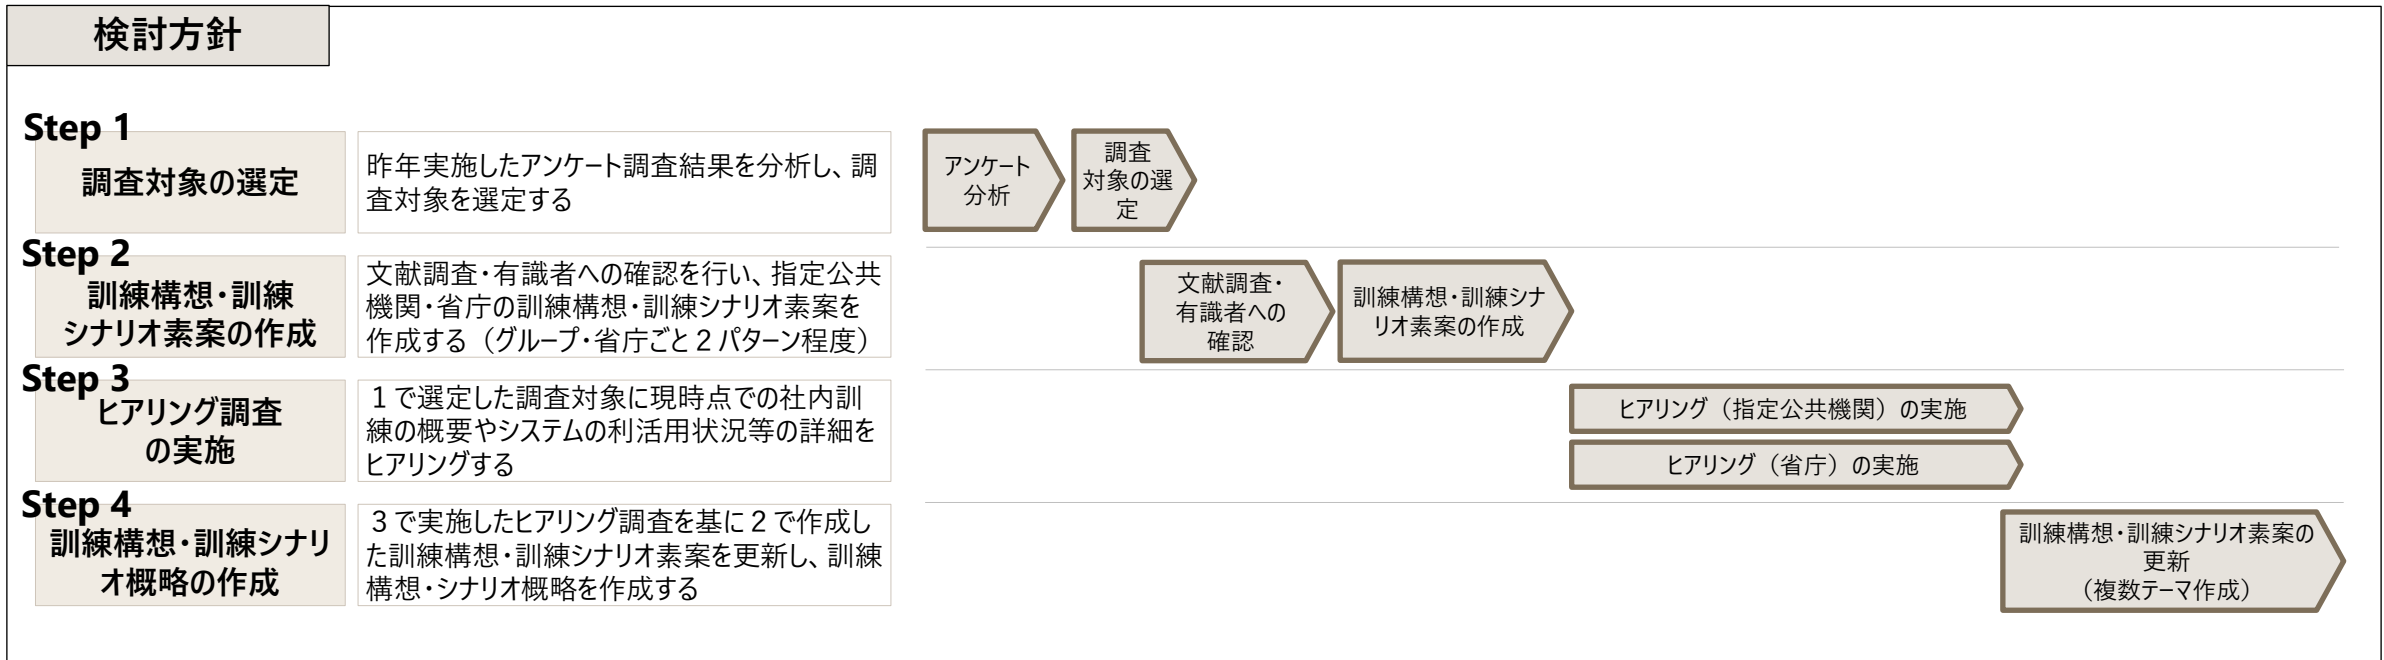 検討方針
Step 1
調査対象の選定
昨年実施したアンケート調査結果を分析し、調
査対象を選定する
アンケート
分析
調査
対象の選
定
Step 2
訓練構想・訓練
シナリオ素案の作成
文献調査・有識者への確認を行い、指定公共
機関・省庁の訓練構想・訓練シナリオ素案を
作成する（グループ・省庁ごと２パターン程度）
文献調査・
有識者への
確認
訓練構想・訓練シナ
リオ素案の作成
Step 3
ヒアリング調査
の実施
１で選定した調査対象に現時点での社内訓
練の概要やシステムの利活用状況等の詳細を
ヒアリングする
ヒアリング（指定公共機関）の実施
ヒアリング（省庁）の実施
Step 4
訓練構想・訓練シナリ
オ概略の作成
３で実施したヒアリング調査を基に２で作成し
た訓練構想・訓練シナリオ素案を更新し、訓練
構想・シナリオ概略を作成する
訓練構想・訓練シナリオ素案の
更新
（複数テーマ作成）